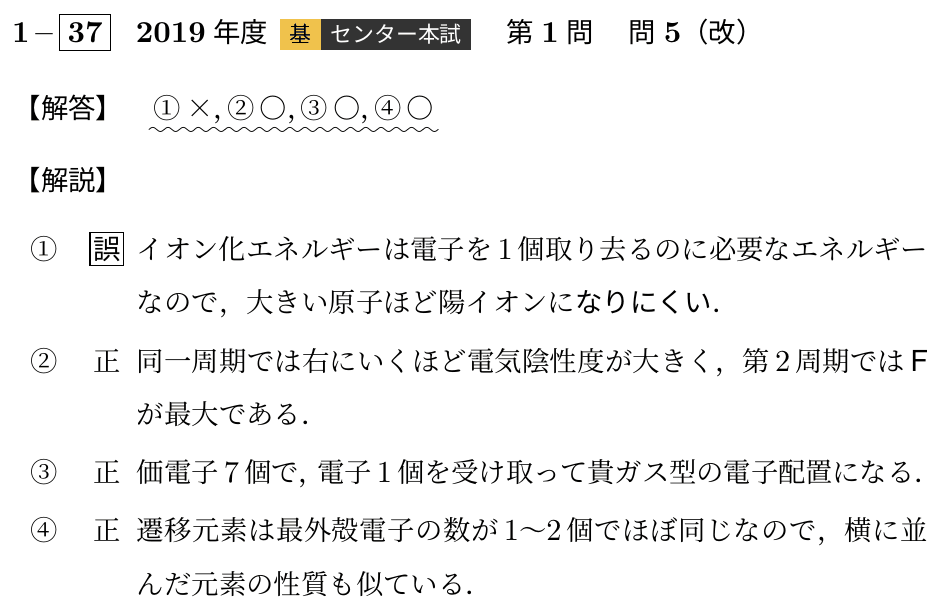 1－37 2019 年度 基 センター本試 第 1 問 問 5（改）
【解答】 ①×, ②○, ③○, ④○
【解説】
① 誤 イオン化エネルギーは電子を 1 個取り去るのに必要なエネルギー
なので，大きい原子ほど陽イオンになりにくい．
② 正 同一周期では右にいくほど電気陰性度が大きく，第 2 周期では F
が最大である．
③ 正 価電子 7 個で, 電子 1 個を受け取って貴ガス型の電子配置になる．
④ 正 遷移元素は最外殻電子の数が 1～2 個でほぼ同じなので，横に並
んだ元素の性質も似ている．